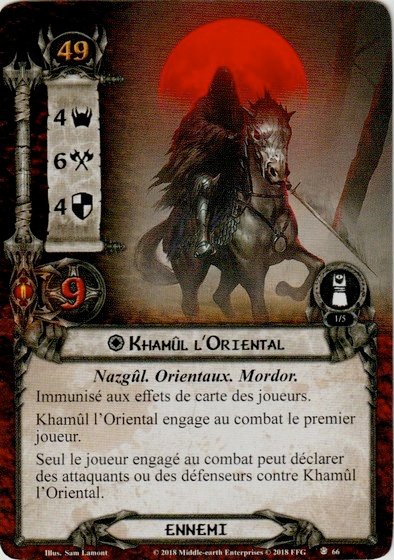 49
4
6
4
9
1/5
Khamûl l'Oriental
Nazgûl. Orientaux. Mordor.
Immunisé aux effets de carte des joueurs.
Khamûl l'Oriental engage au combat le premier
joueur.
Seul le joueur engagé au combat peut déclarer
des attaquants ou des défenseurs contre Khamûl
l'Oriental.
ENNEMI
Illus. Sam Lamont © 2018 Middle-earth Enterprises © 2018 FFG 66